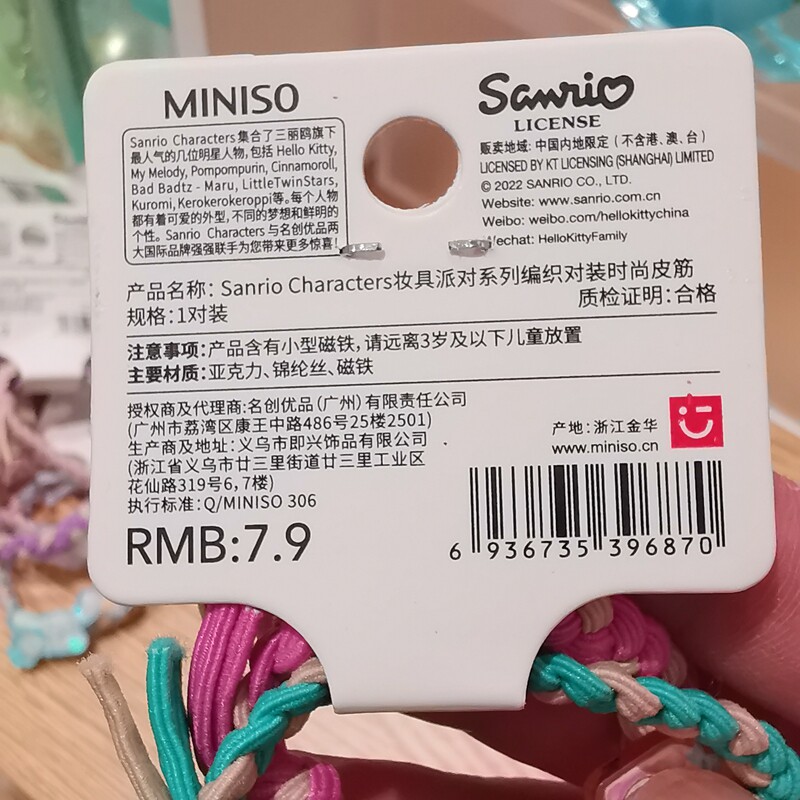 MINISO
Sanrio Characters集合了三丽鸥旗下
最人气的几位明星人物,包括 Hello Kitty,
My Melody, Pompompurin, Cinnamoroll,
Bad Badtz - Maru, LittleTwinStars,
Kuromi, Kerokerokeroppi等。每个人物
都有着可爱的外型,不同的梦想和鲜明的
个性。Sanrio Characters与名创优品两
大国际品牌强强联手为您带来更多惊喜!
Sanrio
LICENSE
贩卖地域: 中国内地限定 (不含港、澳、台)
LICENSED BY KT LICENSING (SHANGHAI) LIMITED
© 2022 SANRIO CO., LTD.
Website: www.sanrio.com.cn
Weibo: weibo.com/hellokittychina
echat: HelloKittyFamily
产品名称: Sanrio Characters妆具派对系列编织对装时尚皮筋
规格:1对装
质检证明:合格
注意事项:产品含有小型磁铁,请远离3岁及以下儿童放置
主要材质:亚克力、锦纶丝、磁铁
授权商及代理商:名创优品(广州)有限责任公司
(广州市荔湾区康王中路486号25楼2501)
生产商及地址:义乌市即兴饰品有限公司
(浙江省义乌市廿三里街道廿三里工业区
花仙路319号6,7楼)
执行标准:Q/MINISO 306
产地:浙江金华
www.miniso.cn
RMB:7.9
6 936735 396870